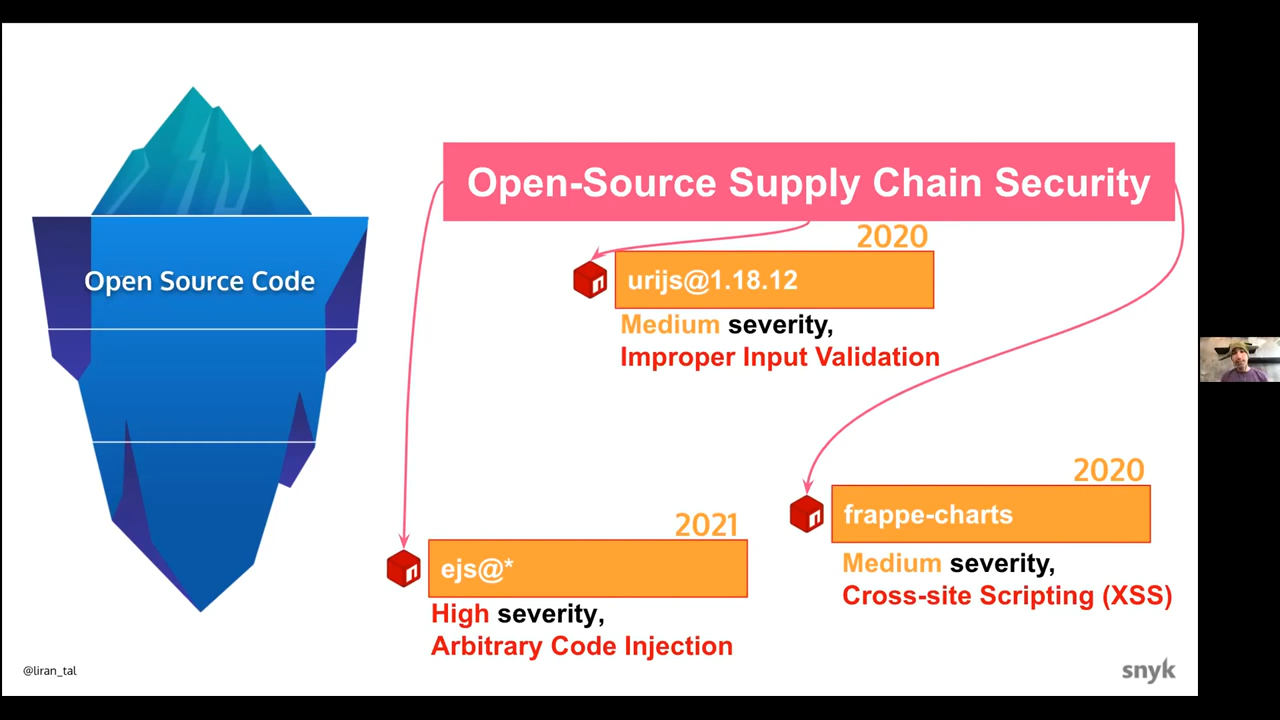 Open-Source Supply Chain Security
Open Source Code
2020
urijs@1.18.12
Medium severity,
Improper Input Validation
2020
frappe-charts
Medium severity,
Cross-site Scripting (XSS)
2021
ejs@*
High severity,
Arbitrary Code Injection
@liran_tal
snyk